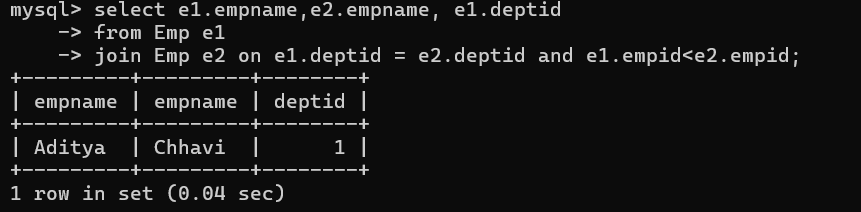 mysql> select e1.empname,e2.empname, e1.deptid
    -> from Emp e1
    -> join Emp e2 on e1.deptid = e2.deptid and e1.empid<e2.empid;
+---------+---------+--------+
| empname | empname | deptid |
+---------+---------+--------+
| Aditya  | Chhavi  |      1 |
+---------+---------+--------+
1 row in set (0.04 sec)